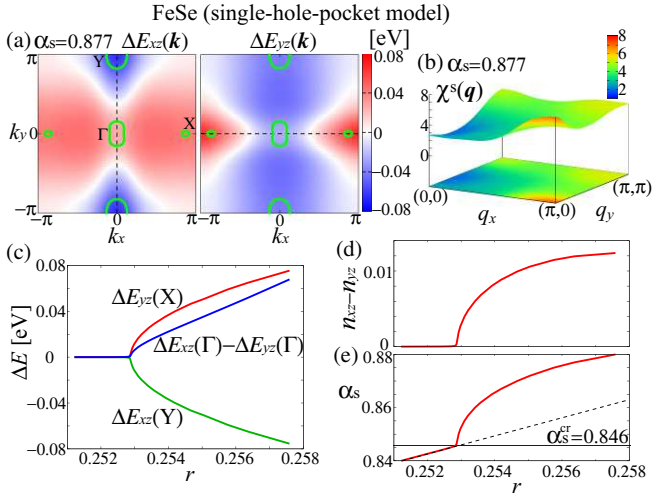 FeSe (single-hole-pocket model)
(a) αs=0.877 ΔExz(k) ΔEyz(k) [eV]
π Y 0.08
0.04
ky 0 Γ X 0
−0.04
−π −0.08
−π 0 π 0 π
kx kx
(b) αs=0.877
8
6
4
2
χs(q)
8
4
0
(0,0) qx (π,0) qy (π,π)
(c)
0.08
0.04
0
−0.04
−0.08
ΔE [eV]
ΔEyz(X)
ΔExz(Γ)−ΔEyz(Γ)
ΔExz(Y)
0.252 0.254 0.256 0.258
r
(d)
nxz−nyz
0.01
0
(e)
αs
0.88
0.86
0.84
αscr=0.846
0.252 0.254 0.256 0.258
r